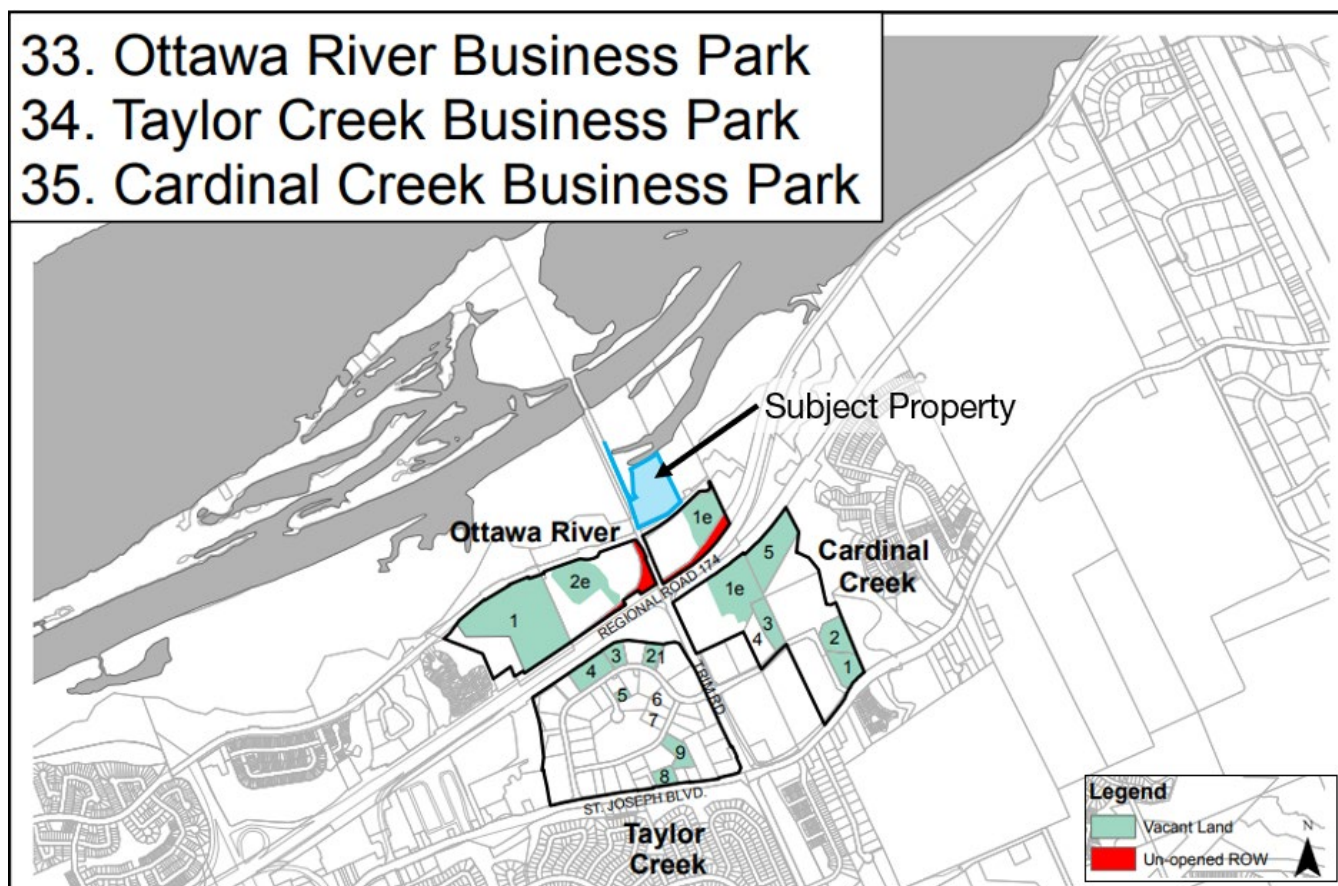 33. Ottawa River Business Park
34. Taylor Creek Business Park
35. Cardinal Creek Business Park
Subject Property
Ottawa River
1e
2e
1
REGIONAL ROAD 174
Cardinal
Creek
5
1e
3
4
2
1
3
21
4
5
6
7
9
8
TRIM RD
ST. JOSEPH BLVD.
Taylor
Creek
Legend
Vacant Land
Un-opened ROW
N